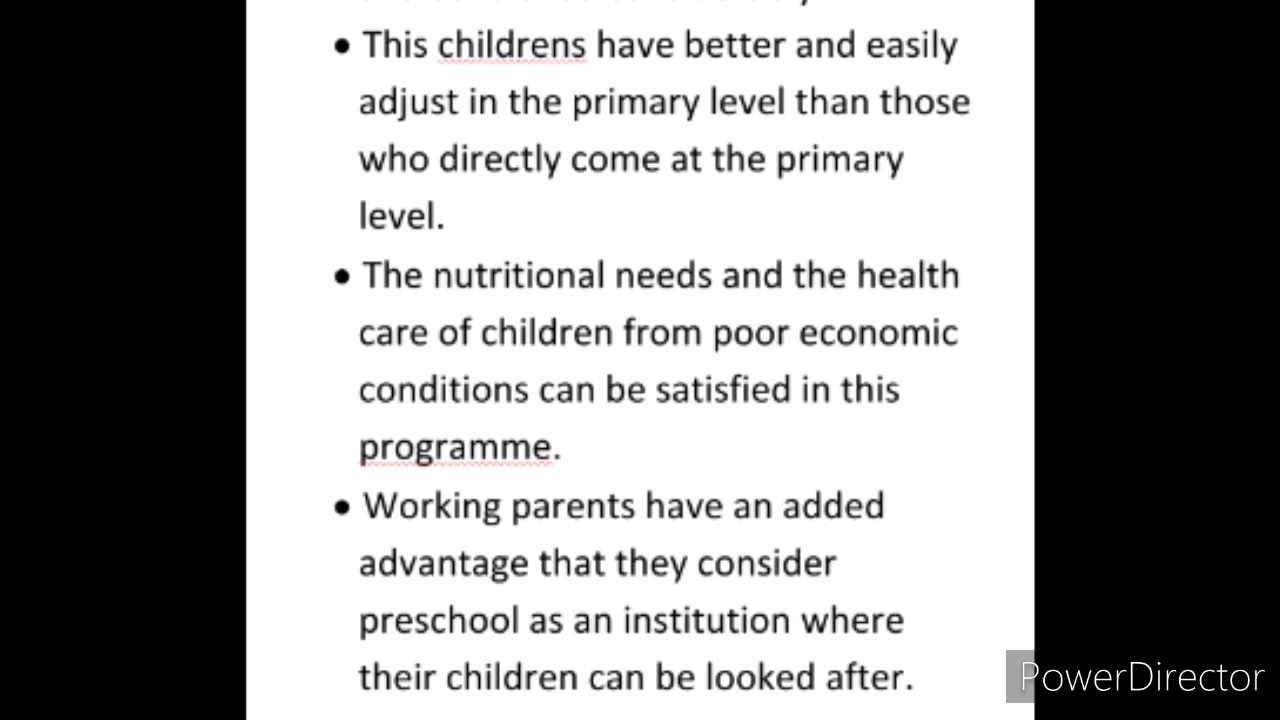 • This childrens have better and easily
adjust in the primary level than those
who directly come at the primary
level.
• The nutritional needs and the health
care of children from poor economic
conditions can be satisfied in this
programme.
• Working parents have an added
advantage that they consider
preschool as an institution where
their children can be looked after.
PowerDirector